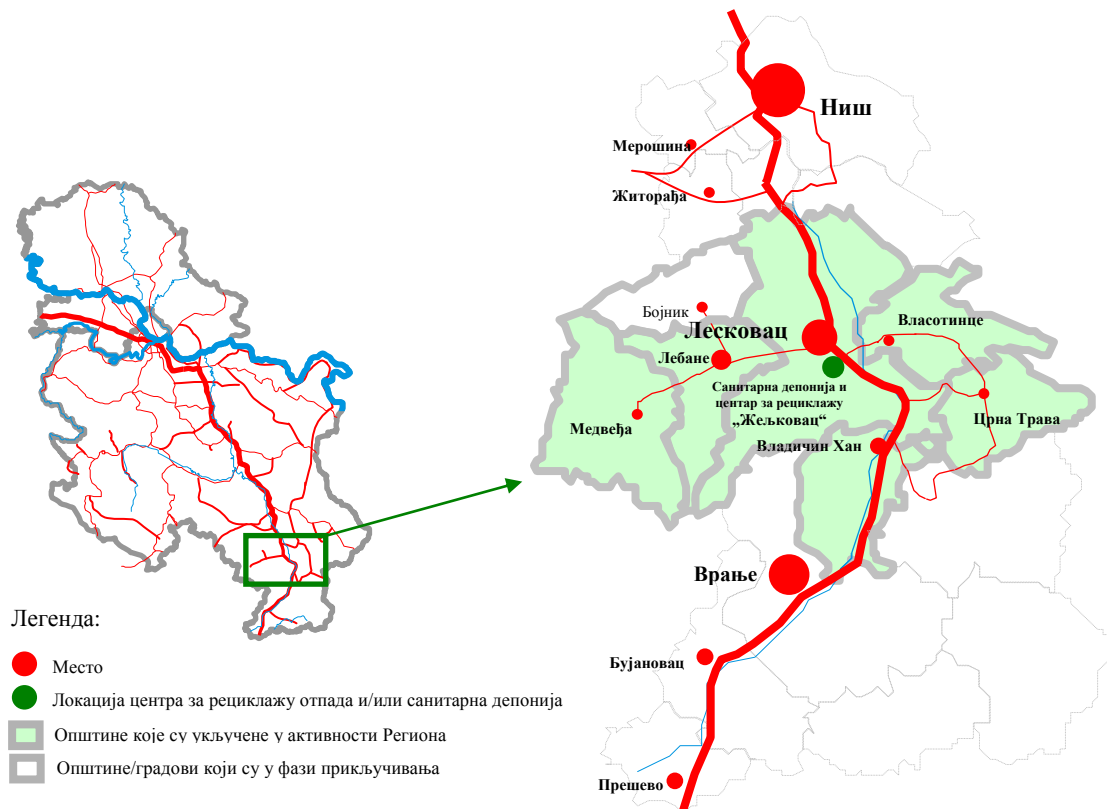 Ниш
Мерошина
Житорађа
Бојник
Лесковац
Власотинце
Лебане
Санитарна депонија и
центар за рециклажу
„Жељковац“
Медвеђа
Црна Трава
Владичин Хан
Врање
Бујановац
Прешево
Легенда:
Место
Локација центра за рециклажу отпада и/или санитарна депонија
Општине које су укључене у активности Региона
Општине/градови који су у фази прикључивања